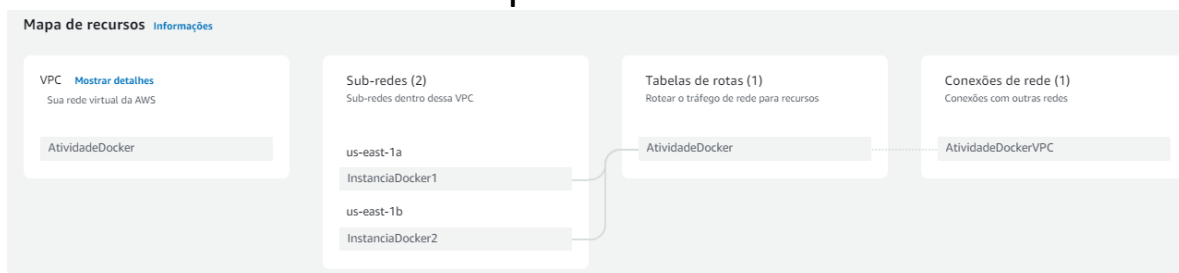 Mapa de recursos Informações
VPC Mostrar detalhes
Sua rede virtual da AWS
AtividadeDocker
Sub-redes (2)
Sub-redes dentro dessa VPC
us-east-1a
InstanciaDocker1
us-east-1b
InstanciaDocker2
Tabelas de rotas (1)
Rotear o tráfego de rede para recursos
AtividadeDocker
Conexões de rede (1)
Conexões com outras redes
AtividadeDockerVPC